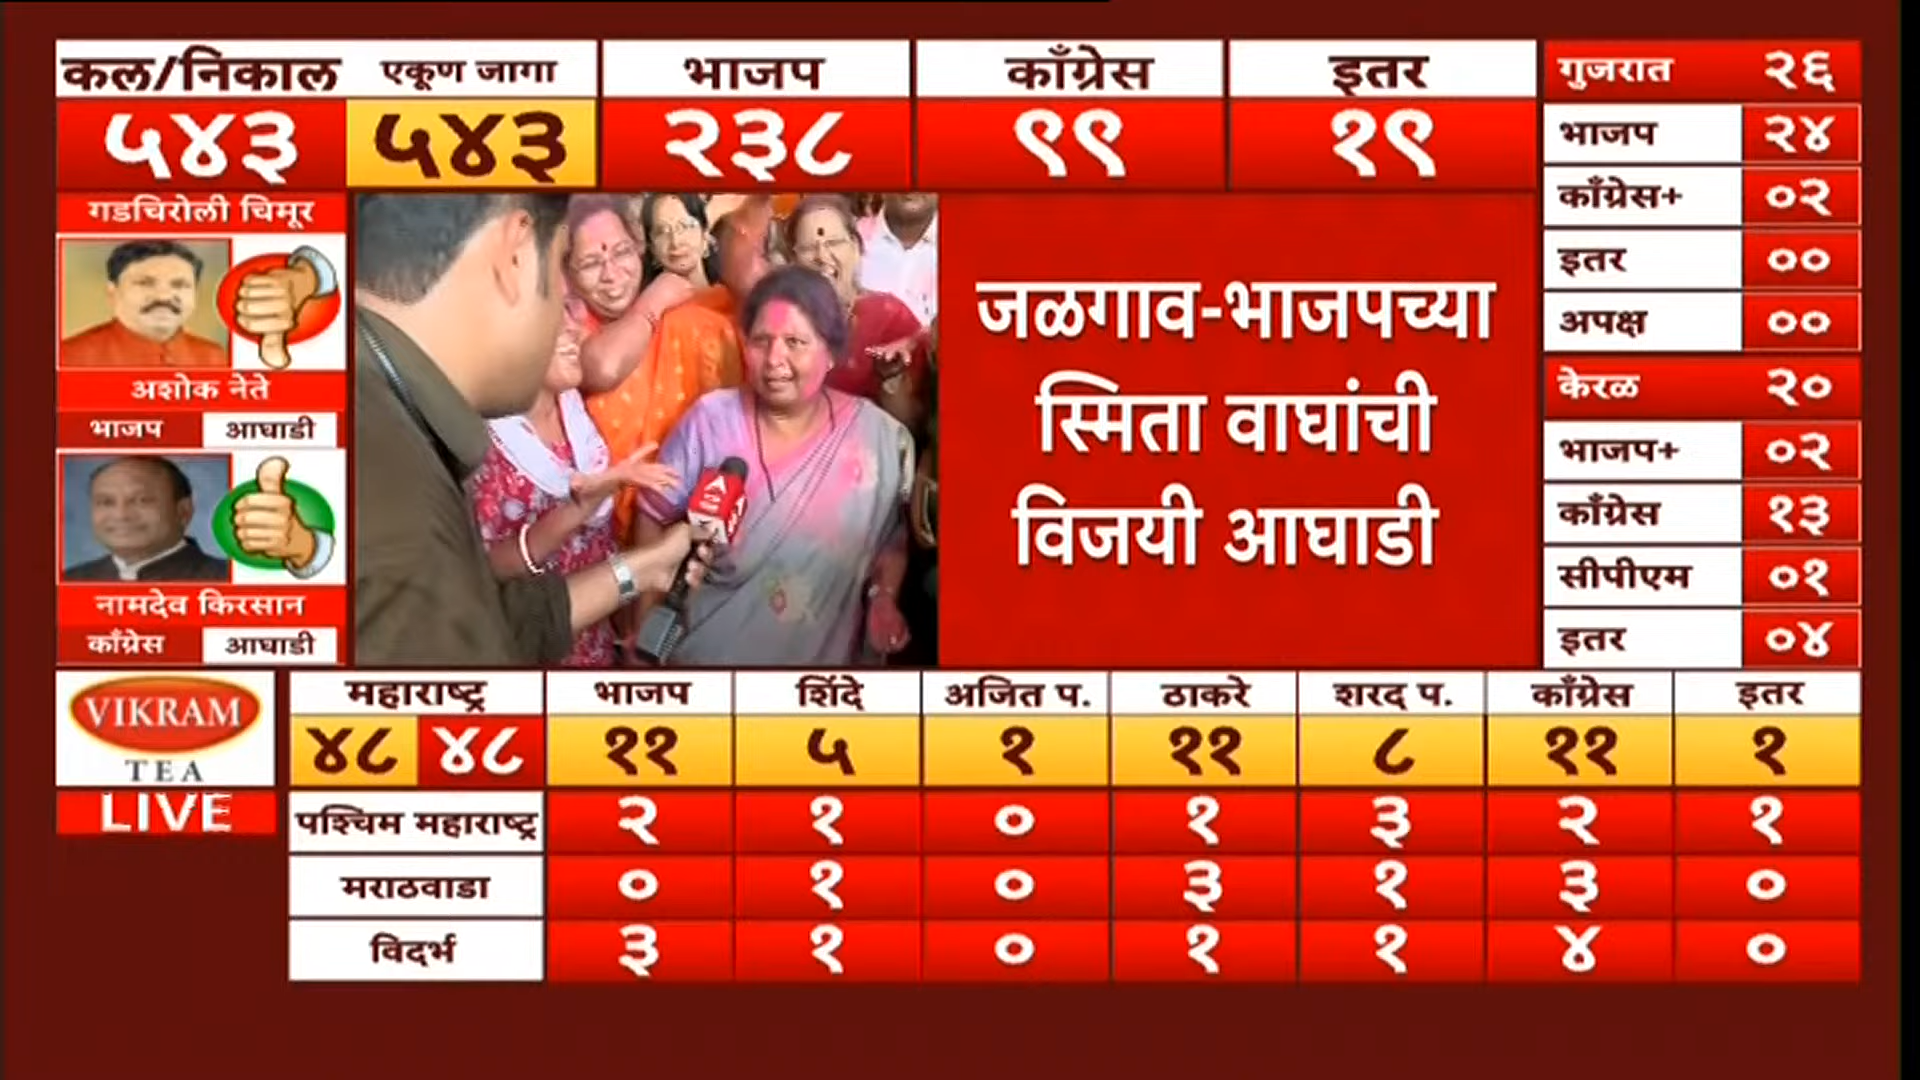 कल/निकाल एकूण जागा भाजप काँग्रेस इतर
५४३ ५४३ २३८ ९९ १९
गडचिरोली चिमूर
अशोक नेते
भाजप आघाडी
नामदेव किरसान
काँग्रेस आघाडी
जळगाव-भाजपच्या
स्मिता वाघांची
विजयी आघाडी
गुजरात २६
भाजप २४
काँग्रेस+ ०२
इतर ००
अपक्ष ००
केरळ २०
भाजप+ ०२
काँग्रेस १३
सीपीएम ०१
इतर ०४
VIKRAM
TEA
LIVE
महाराष्ट्र भाजप शिंदे अजित प. ठाकरे शरद प. काँग्रेस इतर
४८ ४८ ११ ५ १ ११ ८ ११ १
पश्चिम महाराष्ट्र २ १ ० १ ३ २ १
मराठवाडा ० १ ० ३ १ ३ ०
विदर्भ ३ १ ० १ १ ४ ०